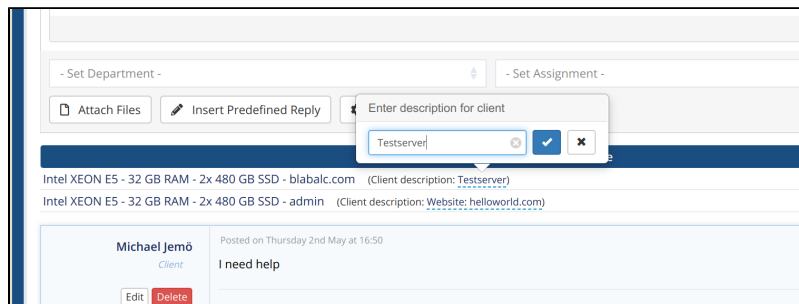 - Set Department -
- Set Assignment -
Attach Files
Insert Predefined Reply
Enter description for client
Testserver
Intel XEON E5 - 32 GB RAM - 2x 480 GB SSD - blabalc.com (Client description: Testserver)
Intel XEON E5 - 32 GB RAM - 2x 480 GB SSD - admin (Client description: Website: helloworld.com)
Michael Jemö
Client
Posted on Thursday 2nd May at 16:50
I need help
Edit
Delete